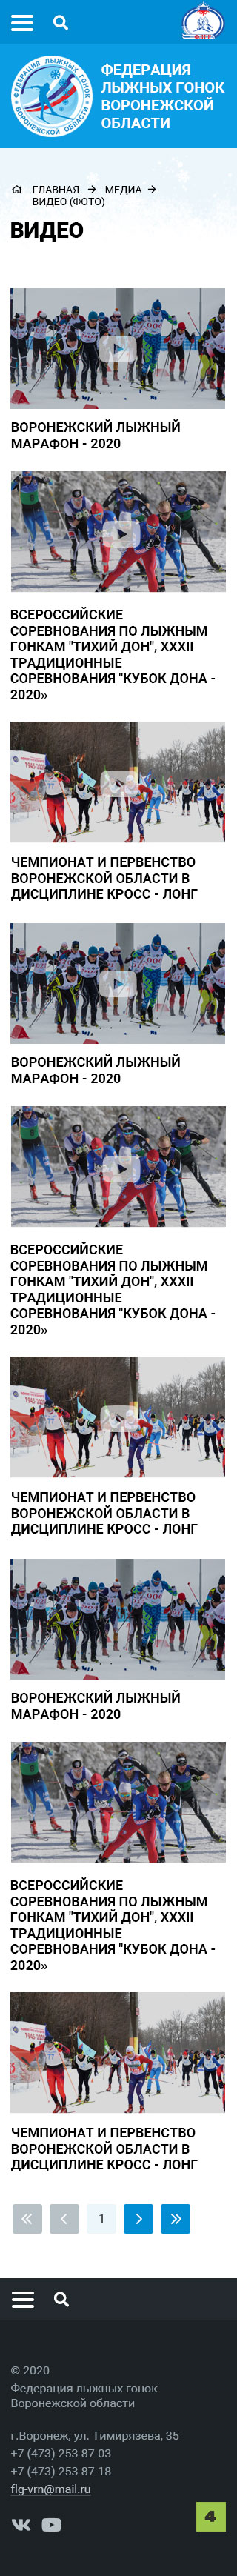 ФЕДЕРАЦИЯ
ЛЫЖНЫХ ГОНОК
ВОРОНЕЖСКОЙ
ОБЛАСТИ
ГЛАВНАЯ → МЕДИА →
ВИДЕО (ФОТО)
ВИДЕО
ВОРОНЕЖСКИЙ ЛЫЖНЫЙ
МАРАФОН - 2020
ВСЕРОССИЙСКИЕ
СОРЕВНОВАНИЯ ПО ЛЫЖНЫМ
ГОНКАМ "ТИХИЙ ДОН", XXXII
ТРАДИЦИОННЫЕ
СОРЕВНОВАНИЯ "КУБОК ДОНА -
2020»
ЧЕМПИОНАТ И ПЕРВЕНСТВО
ВОРОНЕЖСКОЙ ОБЛАСТИ В
ДИСЦИПЛИНЕ КРОСС - ЛОНГ
ВОРОНЕЖСКИЙ ЛЫЖНЫЙ
МАРАФОН - 2020
ВСЕРОССИЙСКИЕ
СОРЕВНОВАНИЯ ПО ЛЫЖНЫМ
ГОНКАМ "ТИХИЙ ДОН", XXXII
ТРАДИЦИОННЫЕ
СОРЕВНОВАНИЯ "КУБОК ДОНА -
2020»
ЧЕМПИОНАТ И ПЕРВЕНСТВО
ВОРОНЕЖСКОЙ ОБЛАСТИ В
ДИСЦИПЛИНЕ КРОСС - ЛОНГ
ВОРОНЕЖСКИЙ ЛЫЖНЫЙ
МАРАФОН - 2020
ВСЕРОССИЙСКИЕ
СОРЕВНОВАНИЯ ПО ЛЫЖНЫМ
ГОНКАМ "ТИХИЙ ДОН", XXXII
ТРАДИЦИОННЫЕ
СОРЕВНОВАНИЯ "КУБОК ДОНА -
2020»
ЧЕМПИОНАТ И ПЕРВЕНСТВО
ВОРОНЕЖСКОЙ ОБЛАСТИ В
ДИСЦИПЛИНЕ КРОСС - ЛОНГ
1
© 2020
Федерация лыжных гонок
Воронежской области
г.Воронеж, ул. Тимирязева, 35
+7 (473) 253-87-03
+7 (473) 253-87-18
flg-vrn@mail.ru
4